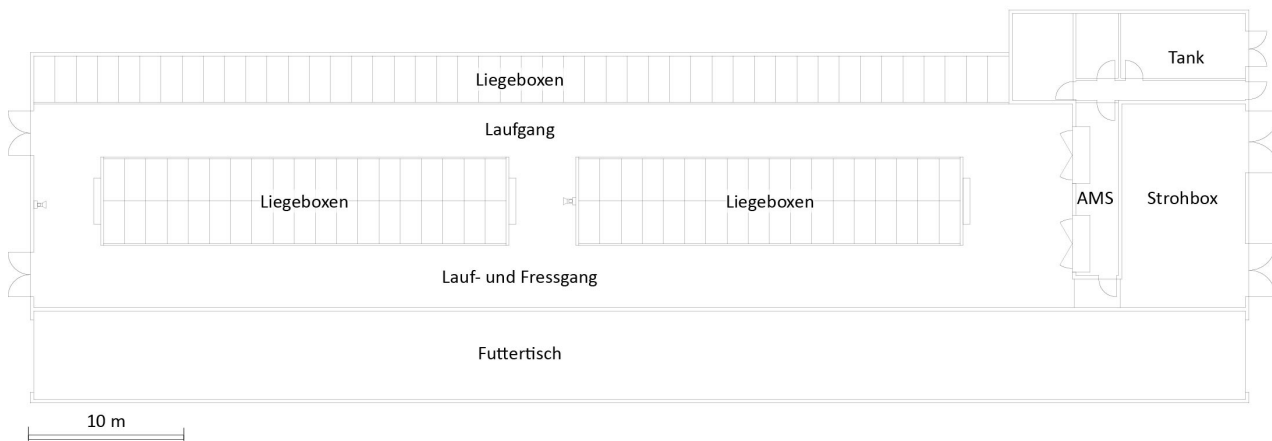 Tank
Liegeboxen
Laufgang
Liegeboxen
Liegeboxen
AMS
Strohbox
Lauf- und Fressgang
Futtertisch
10 m